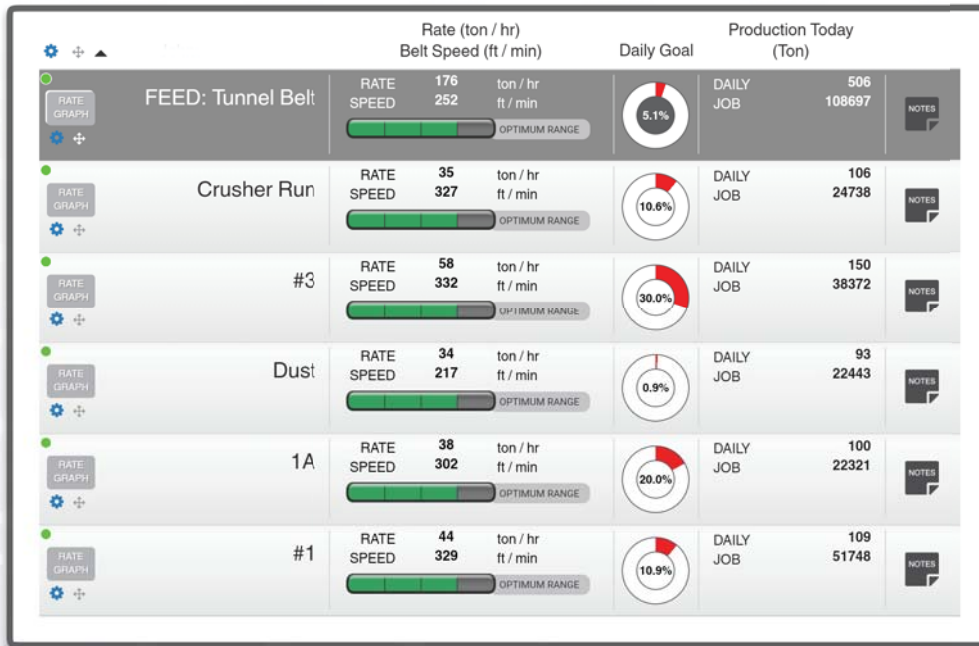 Rate (ton / hr)
Belt Speed (ft / min)
Daily Goal
Production Today
(Ton)
RATE GRAPH
FEED: Tunnel Belt
RATE 176 ton / hr
SPEED 252 ft / min
OPTIMUM RANGE
5.1%
DAILY 506
JOB 108697
NOTES
RATE GRAPH
Crusher Run
RATE 35 ton / hr
SPEED 327 ft / min
OPTIMUM RANGE
10.6%
DAILY 106
JOB 24738
NOTES
RATE GRAPH
#3
RATE 58 ton / hr
SPEED 332 ft / min
OPTIMUM RANGE
30.0%
DAILY 150
JOB 38372
NOTES
RATE GRAPH
Dust
RATE 34 ton / hr
SPEED 217 ft / min
OPTIMUM RANGE
0.9%
DAILY 93
JOB 22443
NOTES
RATE GRAPH
1A
RATE 38 ton / hr
SPEED 302 ft / min
OPTIMUM RANGE
20.0%
DAILY 100
JOB 22321
NOTES
RATE GRAPH
#1
RATE 44 ton / hr
SPEED 329 ft / min
OPTIMUM RANGE
10.9%
DAILY 109
JOB 51748
NOTES